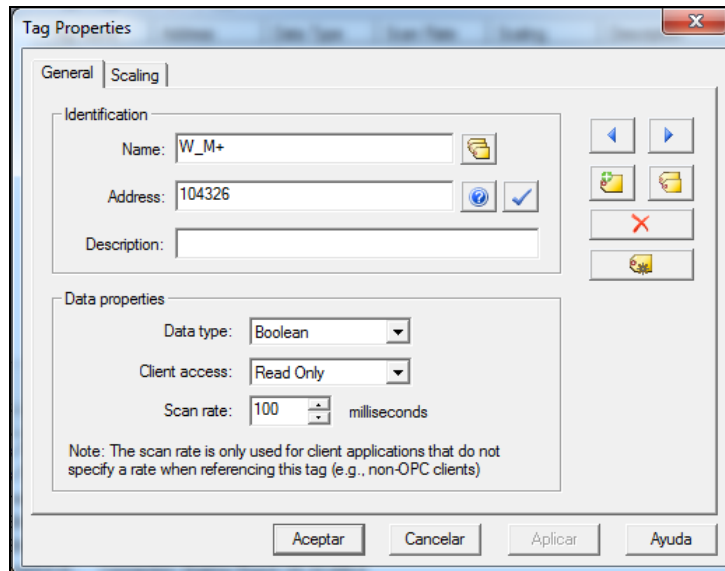 Tag Properties
General
Scaling
Identification
Name: W_M+
Address: 104326
Description:
Data properties
Data type: Boolean
Client access: Read Only
Scan rate: 100 milliseconds
Note: The scan rate is only used for client applications that do not
specify a rate when referencing this tag (e.g., non-OPC clients)
Aceptar
Cancelar
Aplicar
Ayuda